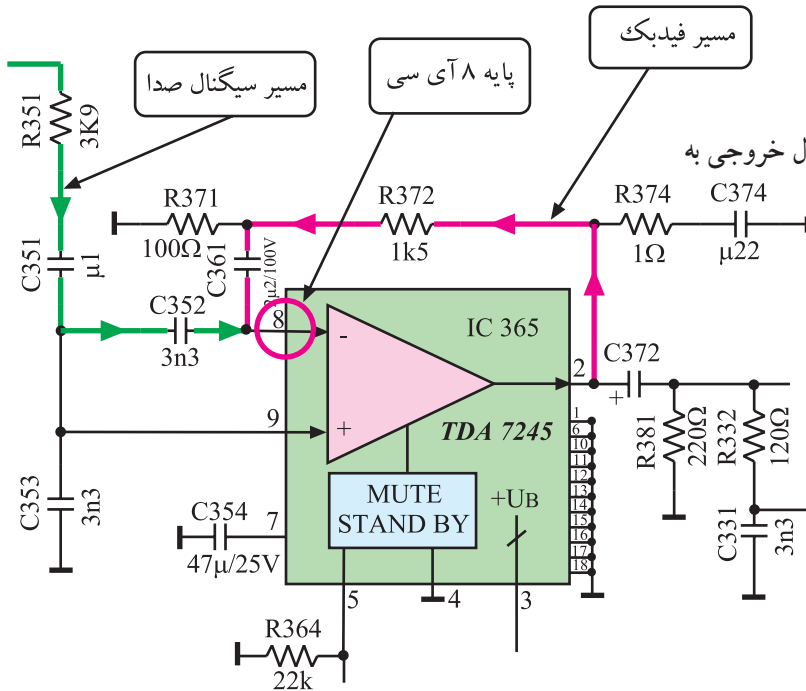 مسیر فیدبک
پایه ۸ آی سی
مسیر سیگنال صدا
ل خروجی به
R351
3K9
R371
100Ω
R372
1k5
R374
1Ω
C374
µ22
C351
µ1
C361
2µ2/100V
C352
3n3
8
-
IC 365
2
C372
+
9
+
TDA 7245
1
6
10
11
12
13
14
15
16
17
18
R381
220Ω
R332
120Ω
C353
3n3
C354
47µ/25V
7
MUTE
STAND BY
+UB
C331
3n3
5
4
3
R364
22k